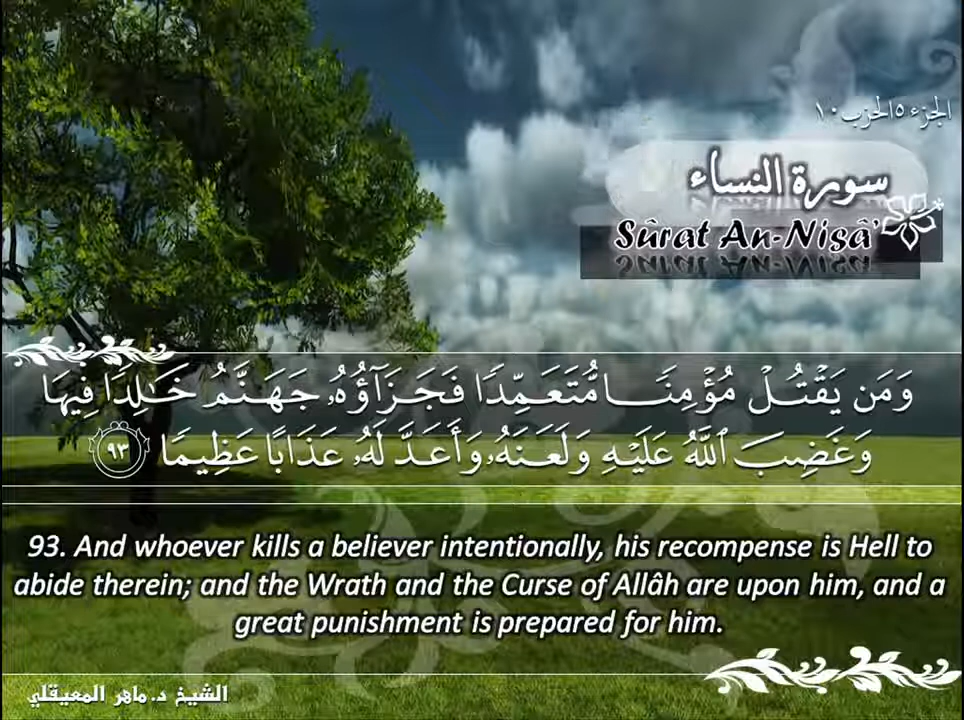 الجزء ٥ الحزب ١٠
سورة النساء
Sûrat An-Nisâ'
وَمَن يَقْتُلْ مُؤْمِنًا مُّتَعَمِّدًا فَجَزَآؤُهُۥ جَهَنَّمُ خَٰلِدًا فِيهَا
وَغَضِبَ ٱللَّهُ عَلَيْهِ وَلَعَنَهُۥ وَأَعَدَّ لَهُۥ عَذَابًا عَظِيمًا ٩٣
93. And whoever kills a believer intentionally, his recompense is Hell to
abide therein; and the Wrath and the Curse of Allâh are upon him, and a
great punishment is prepared for him.
الشيخ د. ماهر المعيقلي